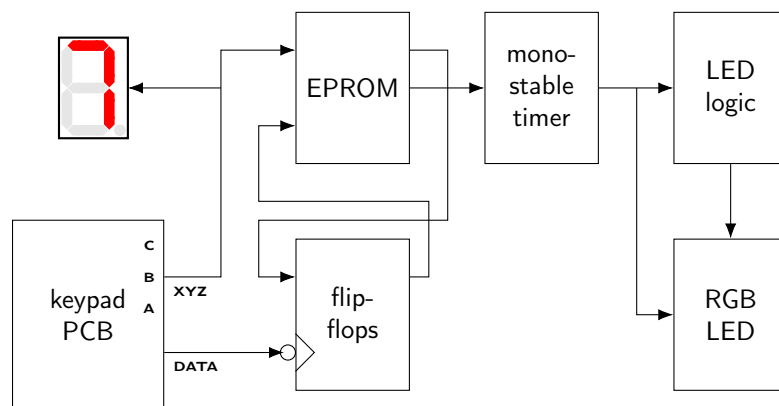 EPROM
mono-
stable
timer
LED
logic
keypad
PCB
C
B
A
XYZ
DATA
flip-
flops
RGB
LED